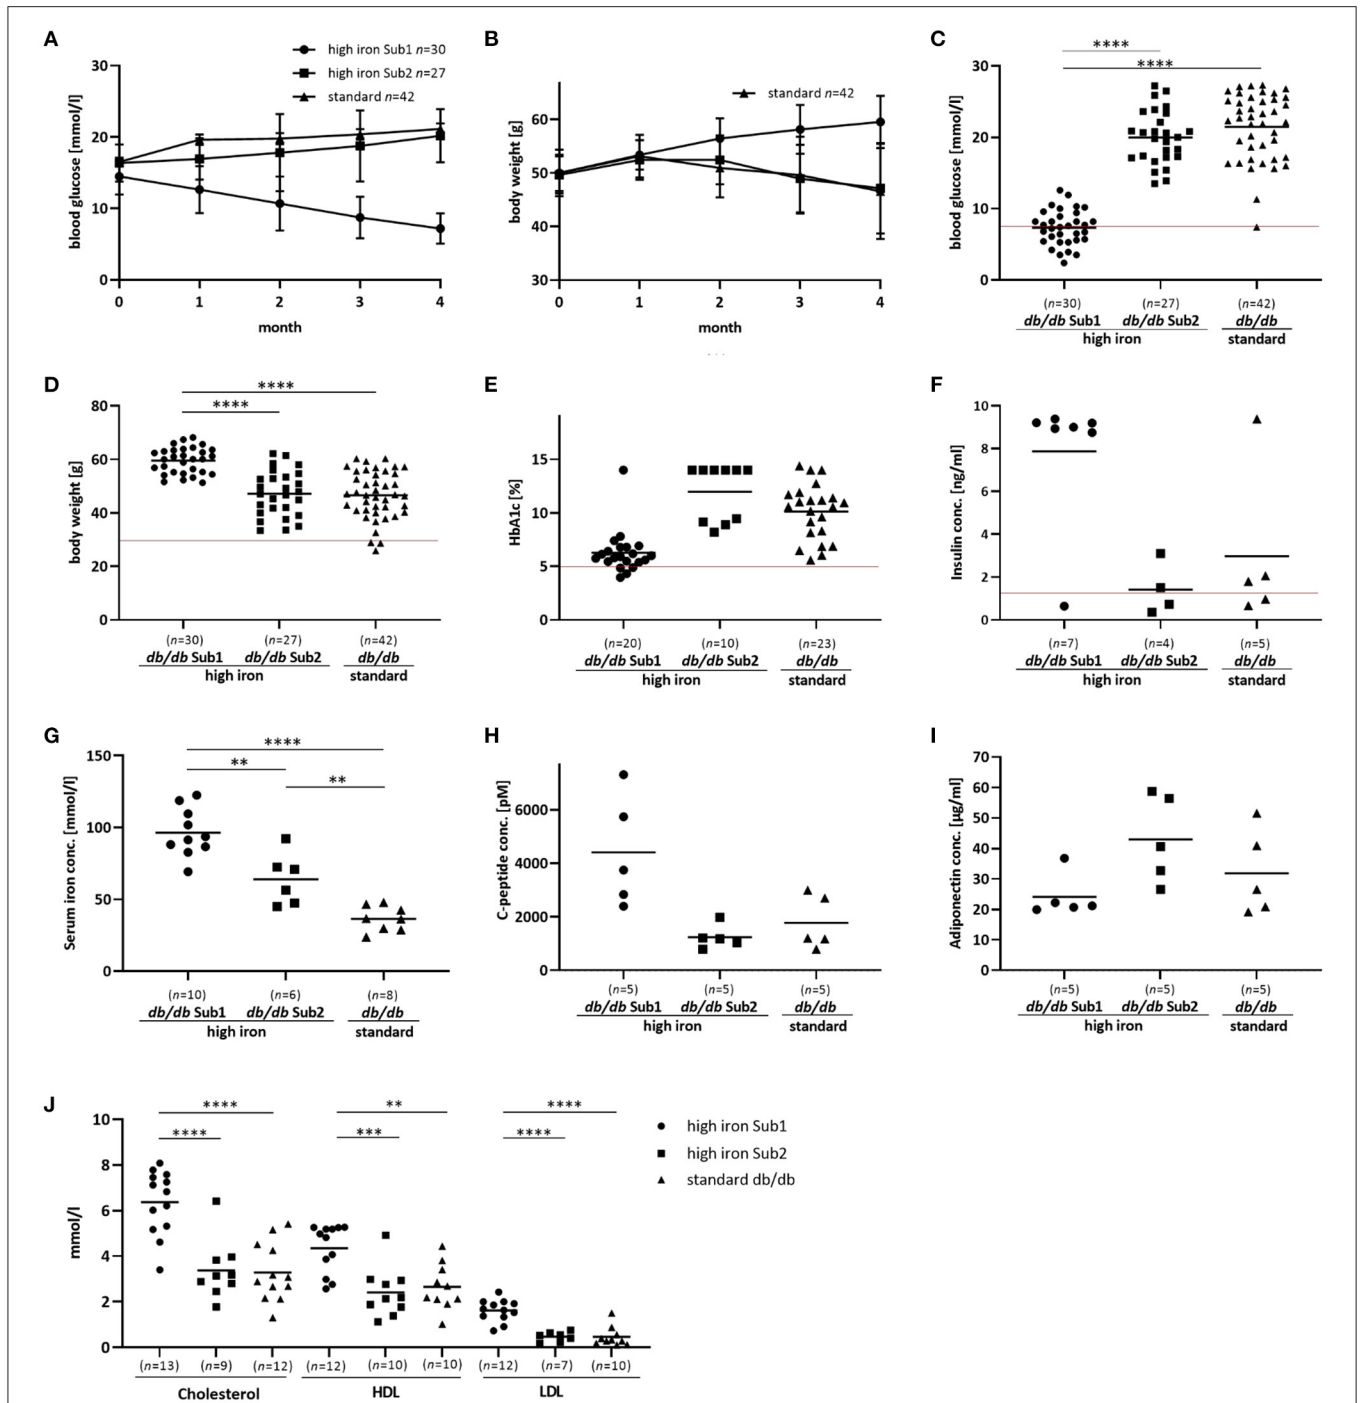 A
high iron Sub1 n=30
high iron Sub2 n=27
standard n=42
30
20
10
0
blood glucose [mmol/l]
0 1 2 3 4
month
B
standard n=42
60
50
40
30
body weight [g]
0 1 2 3 4
month
C
****
****
30
20
10
0
blood glucose [mmol/l]
(n=30) (n=27) (n=42)
db/db Sub1 db/db Sub2 db/db
high iron standard
D
****
****
80
60
40
20
0
body weight [g]
(n=30) (n=27) (n=42)
db/db Sub1 db/db Sub2 db/db
high iron standard
E
15
10
5
0
HbA1c [%]
(n=20) (n=10) (n=23)
db/db Sub1 db/db Sub2 db/db
high iron standard
F
10
8
6
4
2
0
Insulin conc. [ng/ml]
(n=7) (n=4) (n=5)
db/db Sub1 db/db Sub2 db/db
high iron standard
G
****
**
**
150
100
50
0
Serum iron conc. [mmol/l]
(n=10) (n=6) (n=8)
db/db Sub1 db/db Sub2 db/db
high iron standard
H
6000
4000
2000
0
C-peptide conc. [pM]
(n=5) (n=5) (n=5)
db/db Sub1 db/db Sub2 db/db
high iron standard
I
70
60
50
40
30
20
10
0
Adiponectin conc. [µg/ml]
(n=5) (n=5) (n=5)
db/db Sub1 db/db Sub2 db/db
high iron standard
J
**** ** ****
**** *** ****
high iron Sub1
high iron Sub2
standard db/db
10
8
6
4
2
0
mmol/l
(n=13) (n=9) (n=12) (n=12) (n=10) (n=10) (n=12) (n=7) (n=10)
Cholesterol HDL LDL